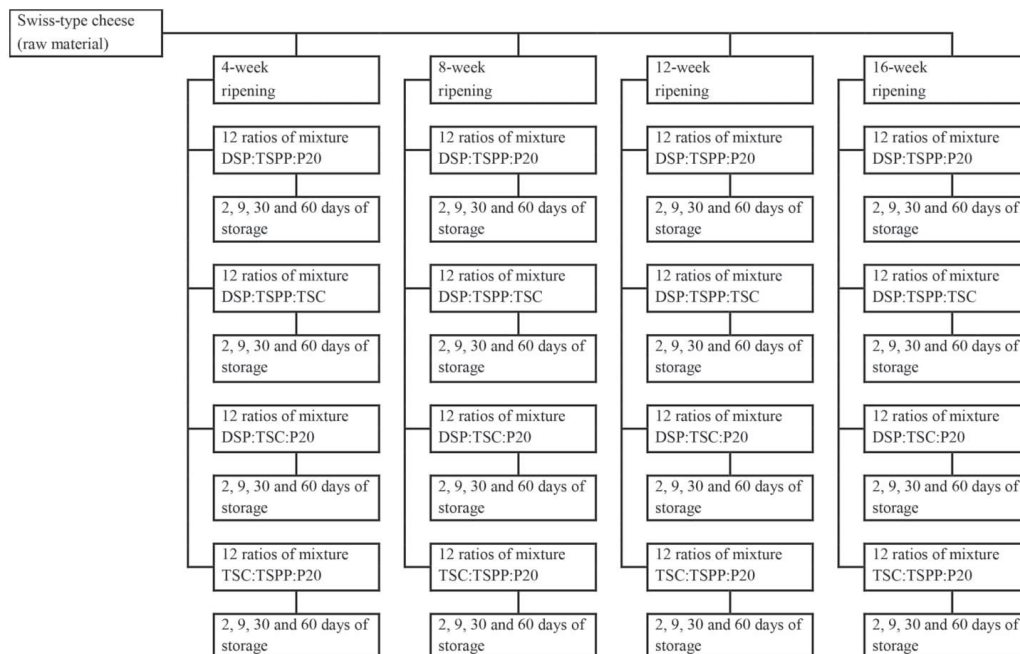 Swiss-type cheese
(raw material)
4-week
ripening
8-week
ripening
12-week
ripening
16-week
ripening
12 ratios of mixture
DSP:TSPP:P20
12 ratios of mixture
DSP:TSPP:P20
12 ratios of mixture
DSP:TSPP:P20
12 ratios of mixture
DSP:TSPP:P20
2, 9, 30 and 60 days of
storage
2, 9, 30 and 60 days of
storage
2, 9, 30 and 60 days of
storage
2, 9, 30 and 60 days of
storage
12 ratios of mixture
DSP:TSPP:TSC
12 ratios of mixture
DSP:TSPP:TSC
12 ratios of mixture
DSP:TSPP:TSC
12 ratios of mixture
DSP:TSPP:TSC
2, 9, 30 and 60 days of
storage
2, 9, 30 and 60 days of
storage
2, 9, 30 and 60 days of
storage
2, 9, 30 and 60 days of
storage
12 ratios of mixture
DSP:TSC:P20
12 ratios of mixture
DSP:TSC:P20
12 ratios of mixture
DSP:TSC:P20
12 ratios of mixture
DSP:TSC:P20
2, 9, 30 and 60 days of
storage
2, 9, 30 and 60 days of
storage
2, 9, 30 and 60 days of
storage
2, 9, 30 and 60 days of
storage
12 ratios of mixture
TSC:TSPP:P20
12 ratios of mixture
TSC:TSPP:P20
12 ratios of mixture
TSC:TSPP:P20
12 ratios of mixture
TSC:TSPP:P20
2, 9, 30 and 60 days of
storage
2, 9, 30 and 60 days of
storage
2, 9, 30 and 60 days of
storage
2, 9, 30 and 60 days of
storage